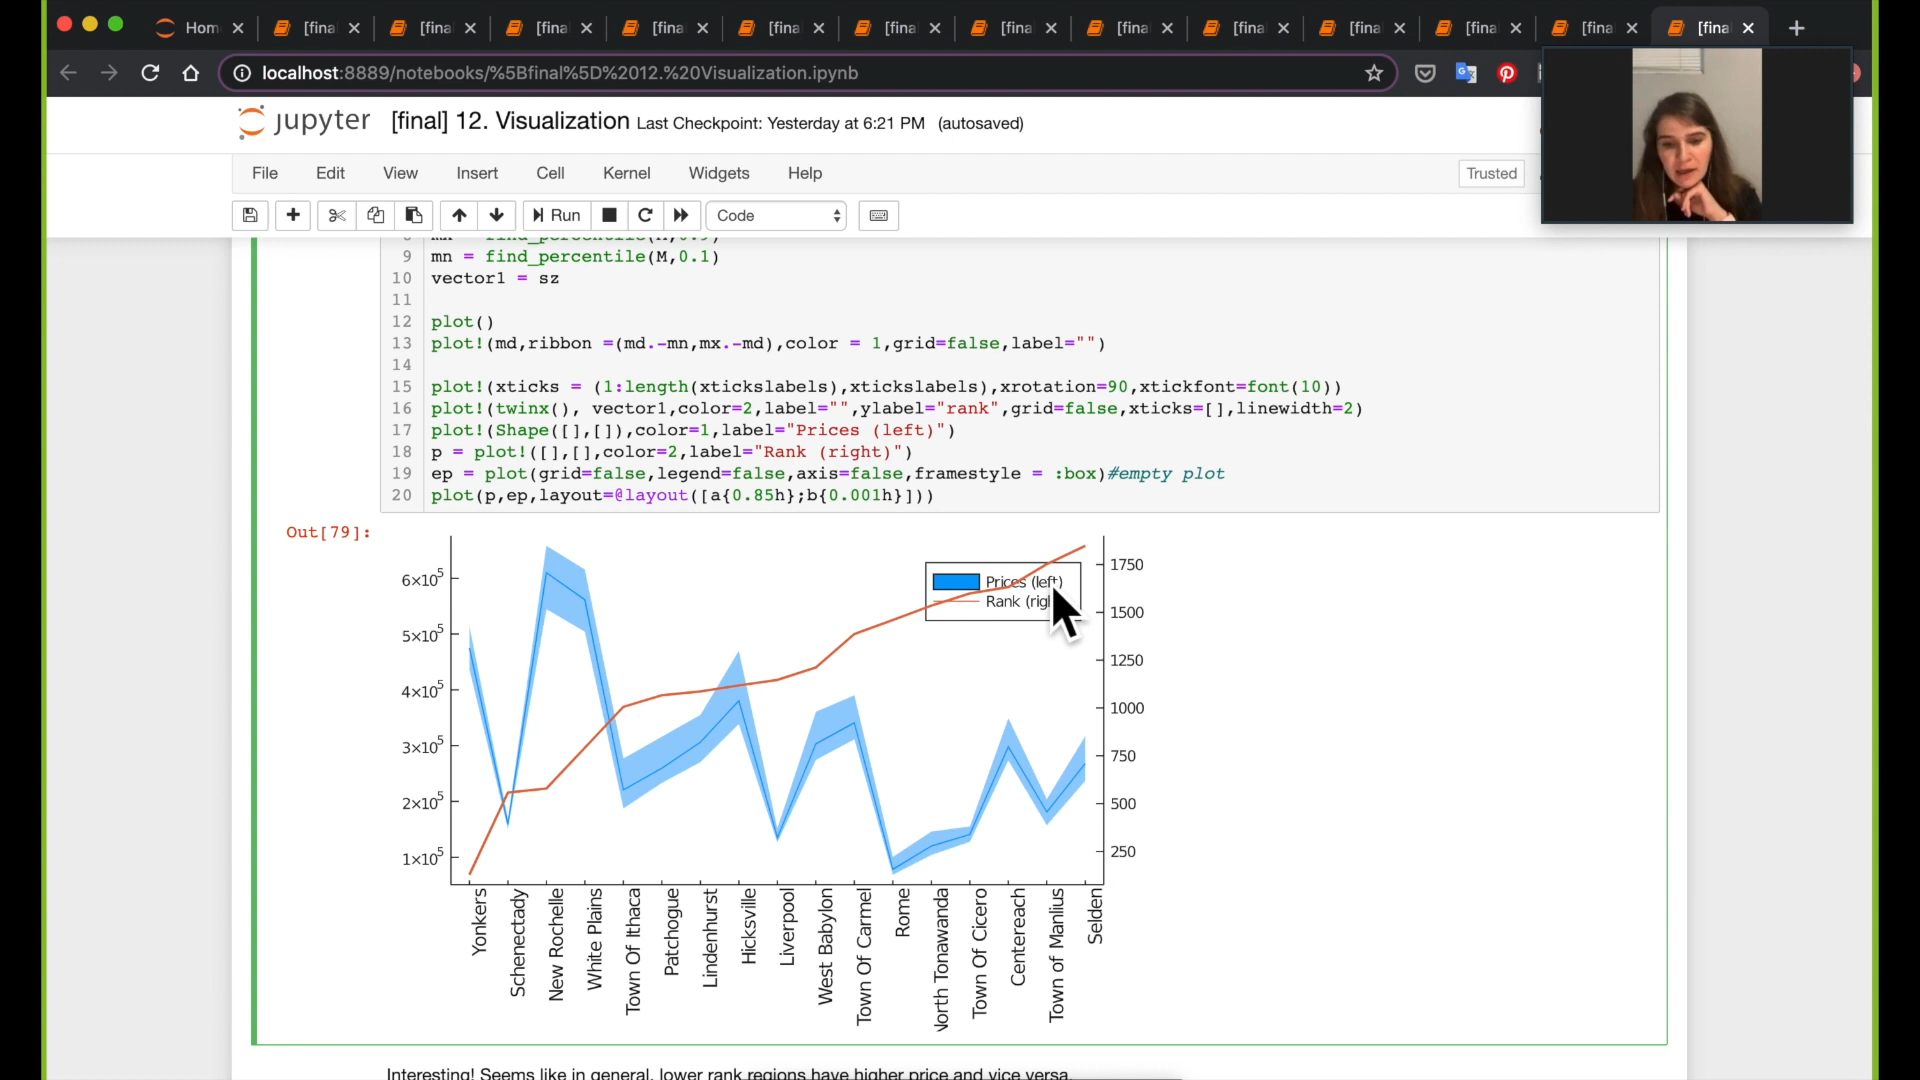 Hom
[fina
[fina
[fina
[fina
[fina
[fina
[fina
[fina
[fina
[fina
[fina
[fina
[fina
localhost:8889/notebooks/%5Bfinal%5D%2012.%20Visualization.ipynb
jupyter [final] 12. Visualization Last Checkpoint: Yesterday at 6:21 PM (autosaved)
File Edit View Insert Cell Kernel Widgets Help Trusted
Run Code
9 mn = find_percentile(M,0.1)
10 vector1 = sz
11
12 plot()
13 plot!(md,ribbon =(md.-mn,mx.-md),color = 1,grid=false,label="")
14
15 plot!(xticks = (1:length(xtickslabels),xtickslabels),xrotation=90,xtickfont=font(10))
16 plot!(twinx(), vector1,color=2,label="",ylabel="rank",grid=false,xticks=[],linewidth=2)
17 plot!(Shape([],[]),color=1,label="Prices (left)")
18 p = plot!([],[],color=2,label="Rank (right)")
19 ep = plot(grid=false,legend=false,axis=false,framestyle = :box)#empty plot
20 plot(p,ep,layout=@layout([a{0.85h};b{0.001h}]))
Out[79]:
6×10⁵
5×10⁵
4×10⁵
3×10⁵
2×10⁵
1×10⁵
Prices (left)
Rank (rig
1750
1500
1250
1000
750
500
250
Yonkers
Schenectady
New Rochelle
White Plains
Town Of Ithaca
Patchogue
Lindenhurst
Hicksville
Liverpool
West Babylon
Town Of Carmel
Rome
North Tonawanda
Town Of Cicero
Centereach
Town of Manlius
Selden
Interesting! Seems like in general, lower rank regions have higher price and vice versa.